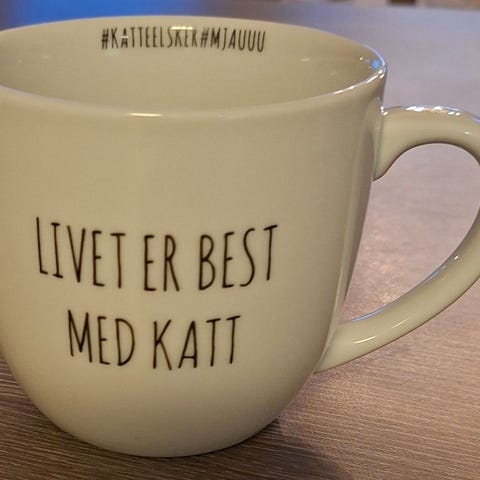 #KATTEELSKER#MJAUUU
LIVET ER BEST
MED KATT